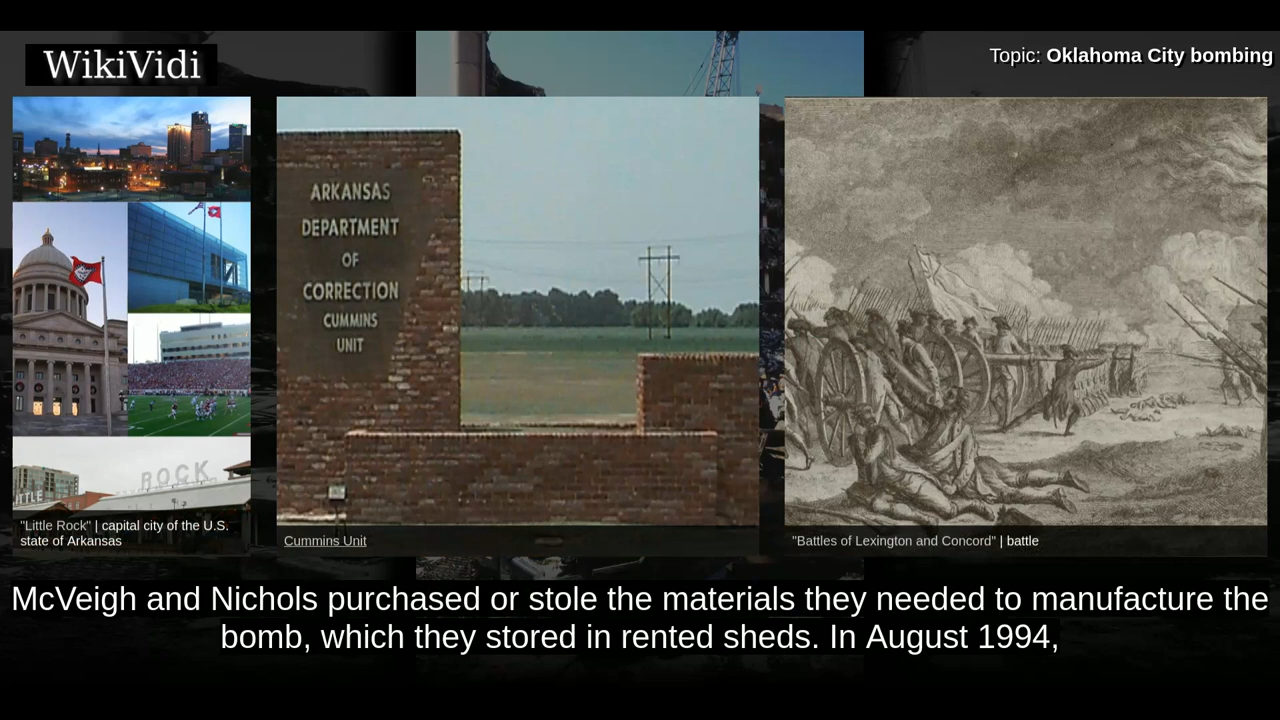 WikiVidi
Topic: Oklahoma City bombing
ARKANSAS
DEPARTMENT
OF
CORRECTION
CUMMINS
UNIT
ROCK
"Little Rock" | capital city of the U.S.
state of Arkansas
Cummins Unit
"Battles of Lexington and Concord" | battle
McVeigh and Nichols purchased or stole the materials they needed to manufacture the
bomb, which they stored in rented sheds. In August 1994,